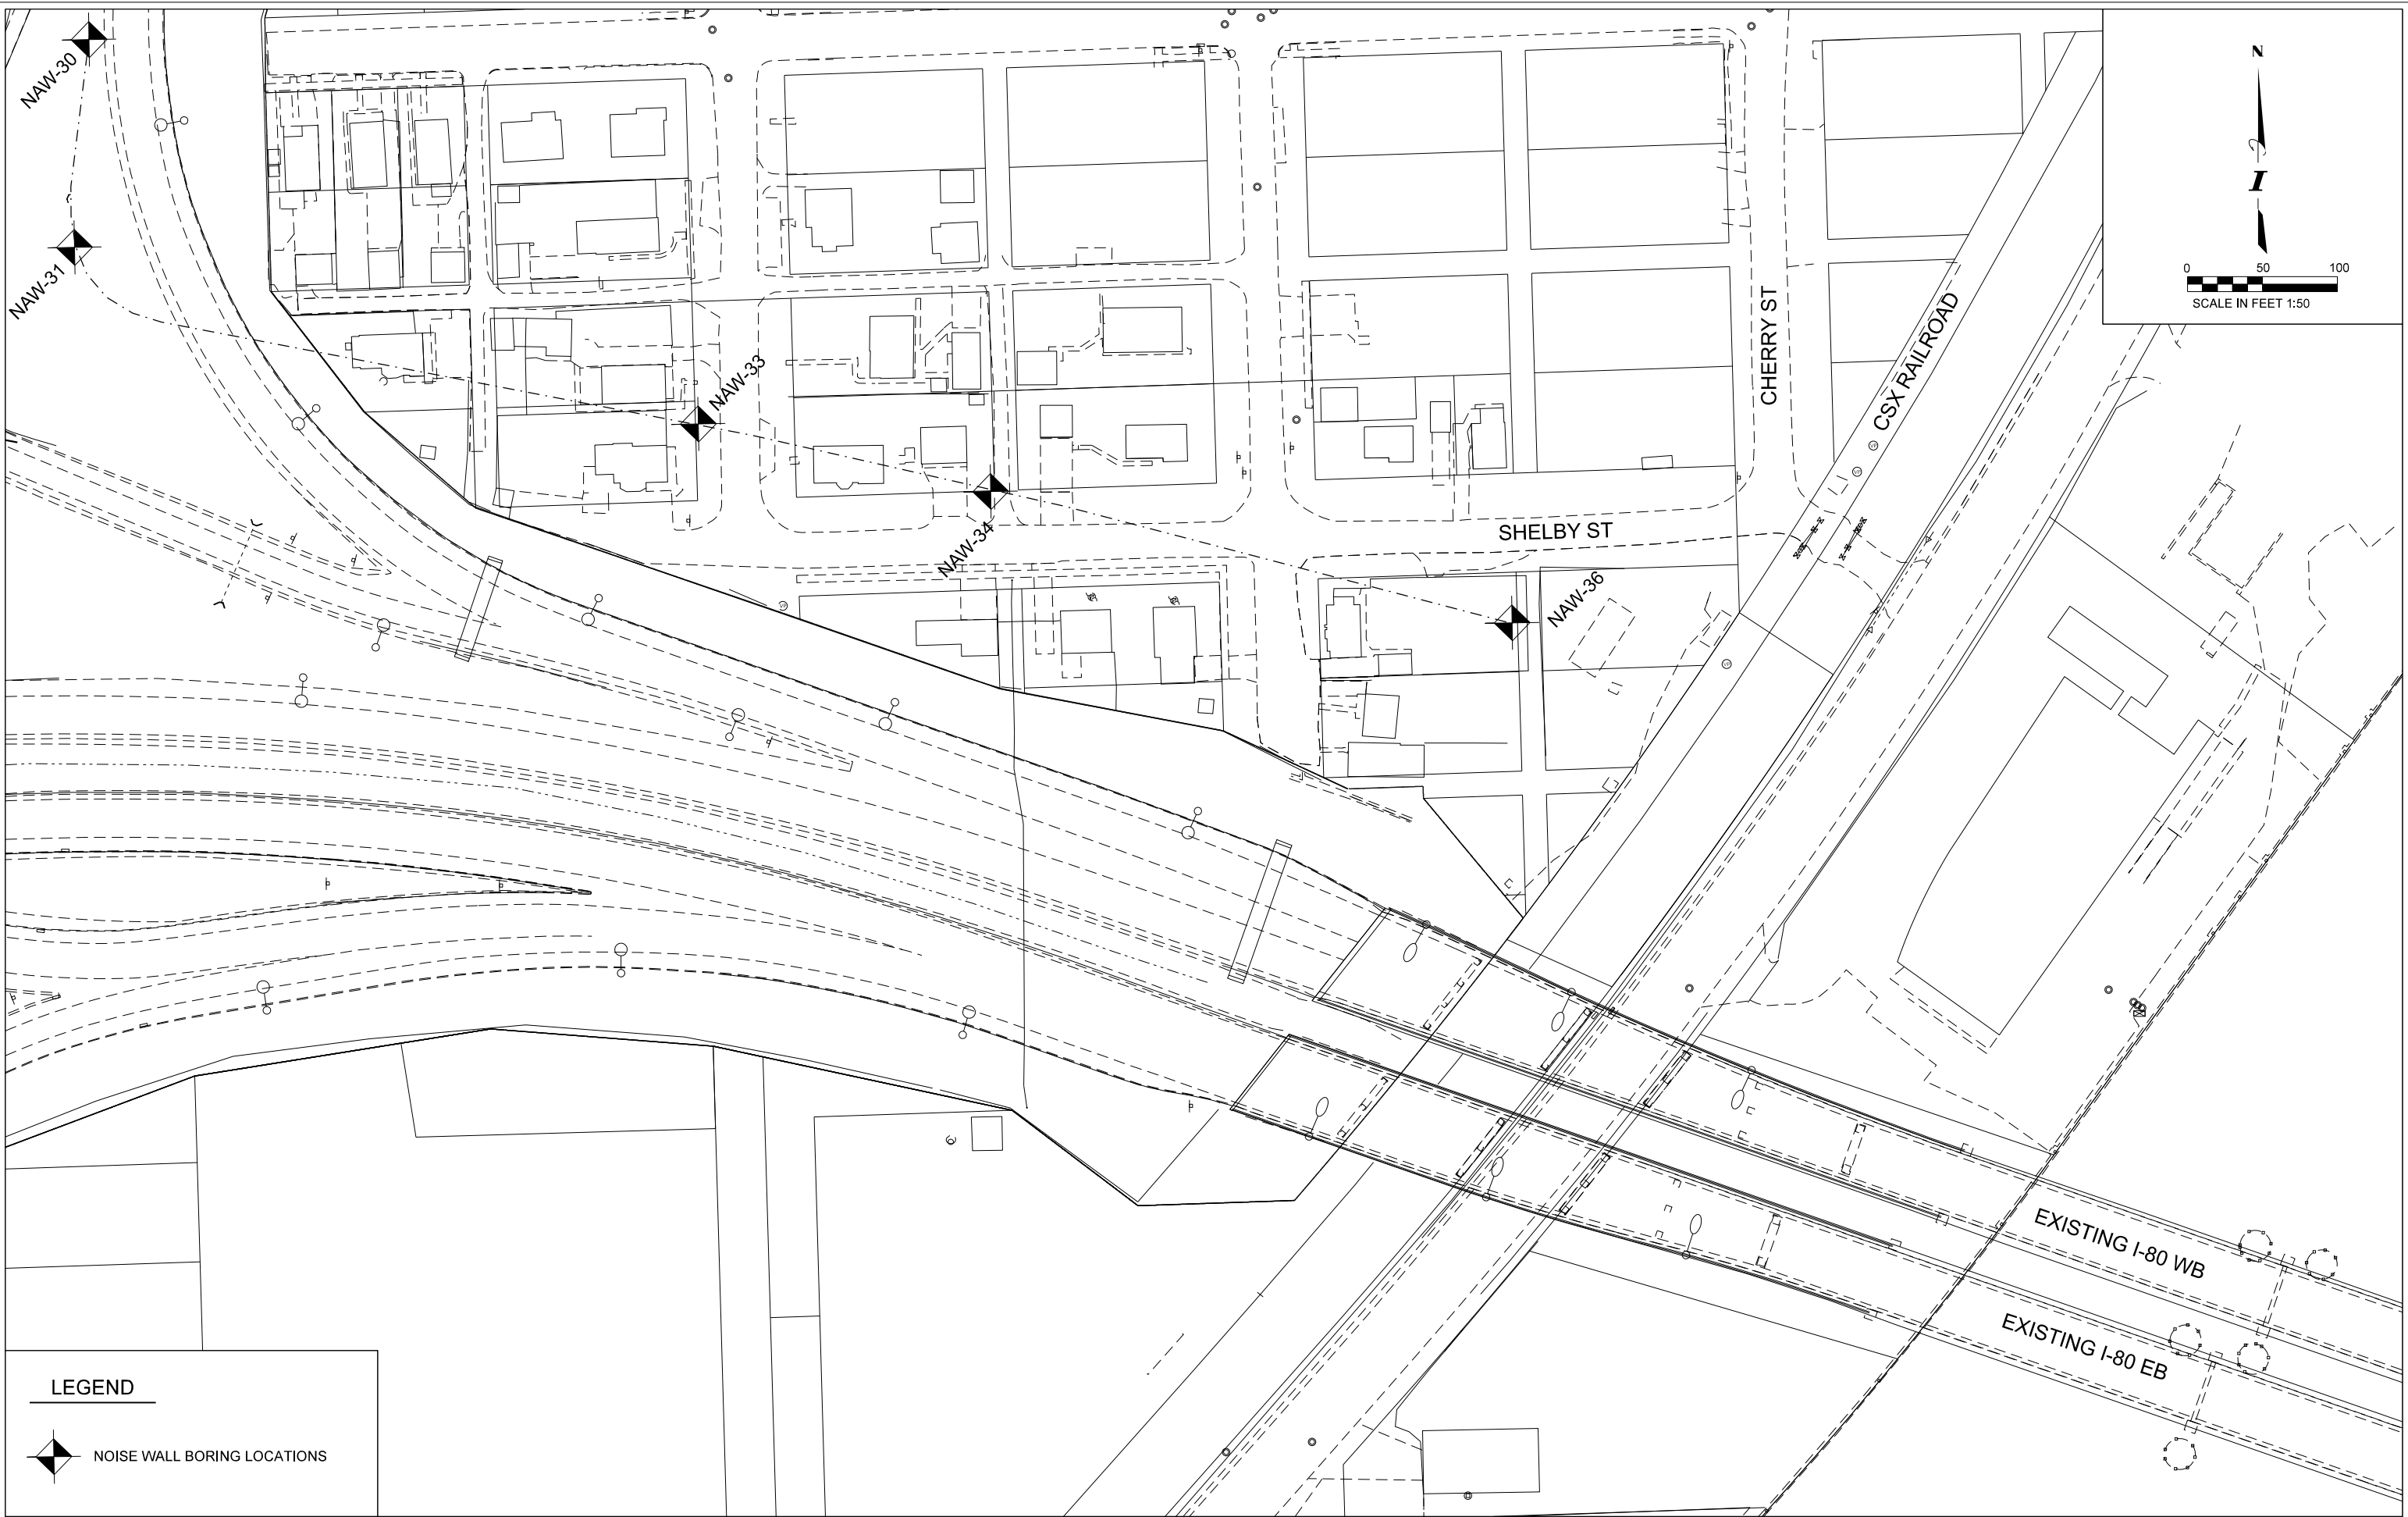 NAW-30
NAW-31
NAW-33
NAW-34
NAW-36
SHELBY ST
CHERRY ST
CSX RAILROAD
N
I
0 50 100
SCALE IN FEET 1:50
EXISTING I-80 WB
EXISTING I-80 EB
LEGEND
NOISE WALL BORING LOCATIONS